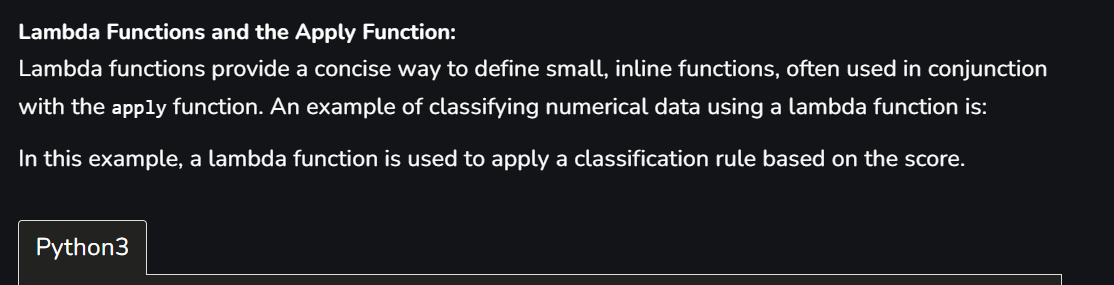 Lambda Functions and the Apply Function:
Lambda functions provide a concise way to define small, inline functions, often used in conjunction
with the apply function. An example of classifying numerical data using a lambda function is:
In this example, a lambda function is used to apply a classification rule based on the score.
Python3